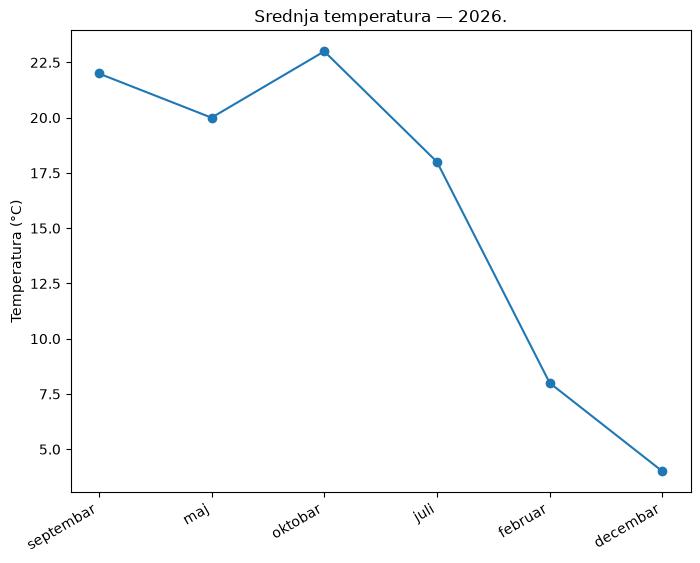 Srednja temperatura — 2026.
Temperatura (°C)
22.5
20.0
17.5
15.0
12.5
10.0
7.5
5.0
septembar
maj
oktobar
juli
februar
decembar